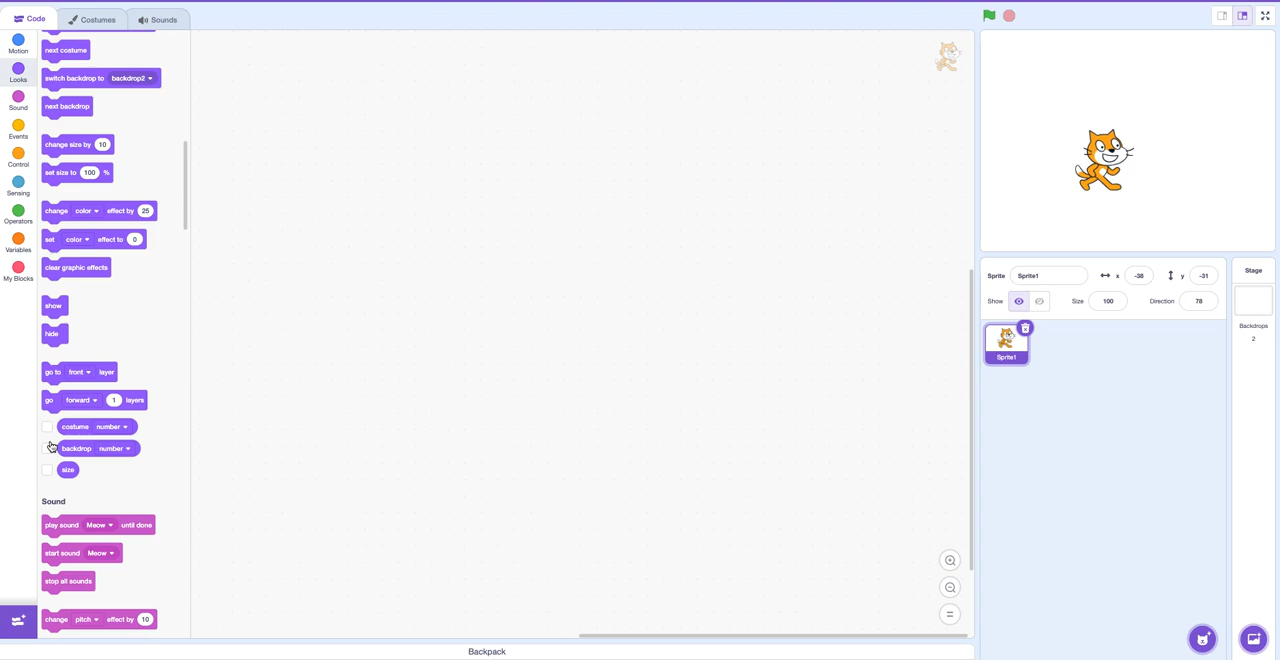 Code Costumes Sounds
Motion
Looks
Sound
Events
Control
Sensing
Operators
Variables
My Blocks
next costume
switch backdrop to backdrop2
next backdrop
change size by 10
set size to 100 %
change color effect by 25
set color effect to 0
clear graphic effects
show
hide
go to front layer
go forward 1 layers
costume number
backdrop number
size
Sound
play sound Meow until done
start sound Meow
stop all sounds
change pitch effect by 10
Backpack
Sprite Sprite1 x -38 y -31
Show Size 100 Direction 78
Sprite1
Stage
Backdrops
2